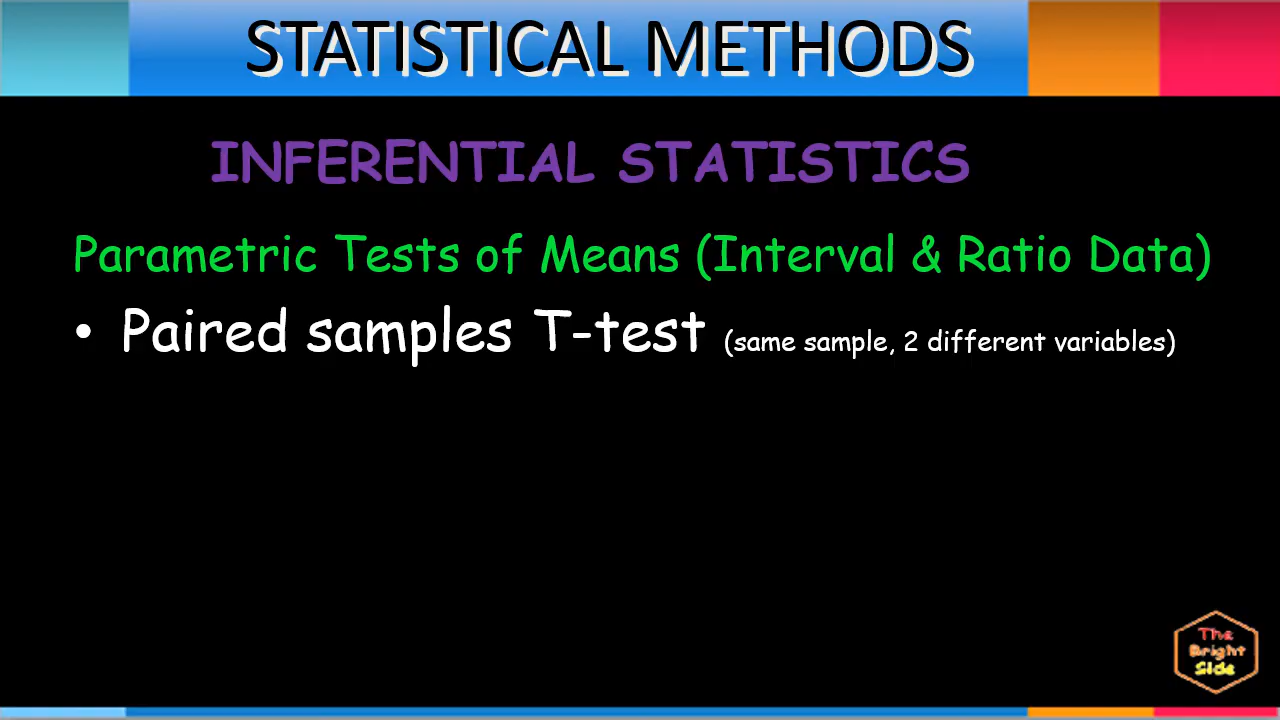 STATISTICAL METHODS
INFERENTIAL STATISTICS
Parametric Tests of Means (Interval & Ratio Data)
• Paired samples T-test (same sample, 2 different variables)
The
Bright
Side